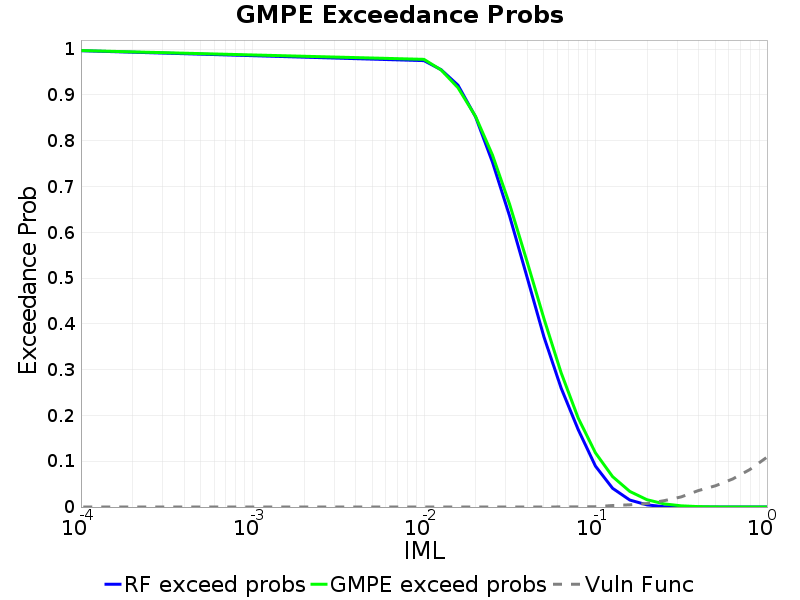 GMPE Exceedance Probs
Exceedance Prob
1
0.9
0.8
0.7
0.6
0.5
0.4
0.3
0.2
0.1
0
10^-4 10^-3 10^-2 10^-1 10^0
IML
RF exceed probs GMPE exceed probs Vuln Func